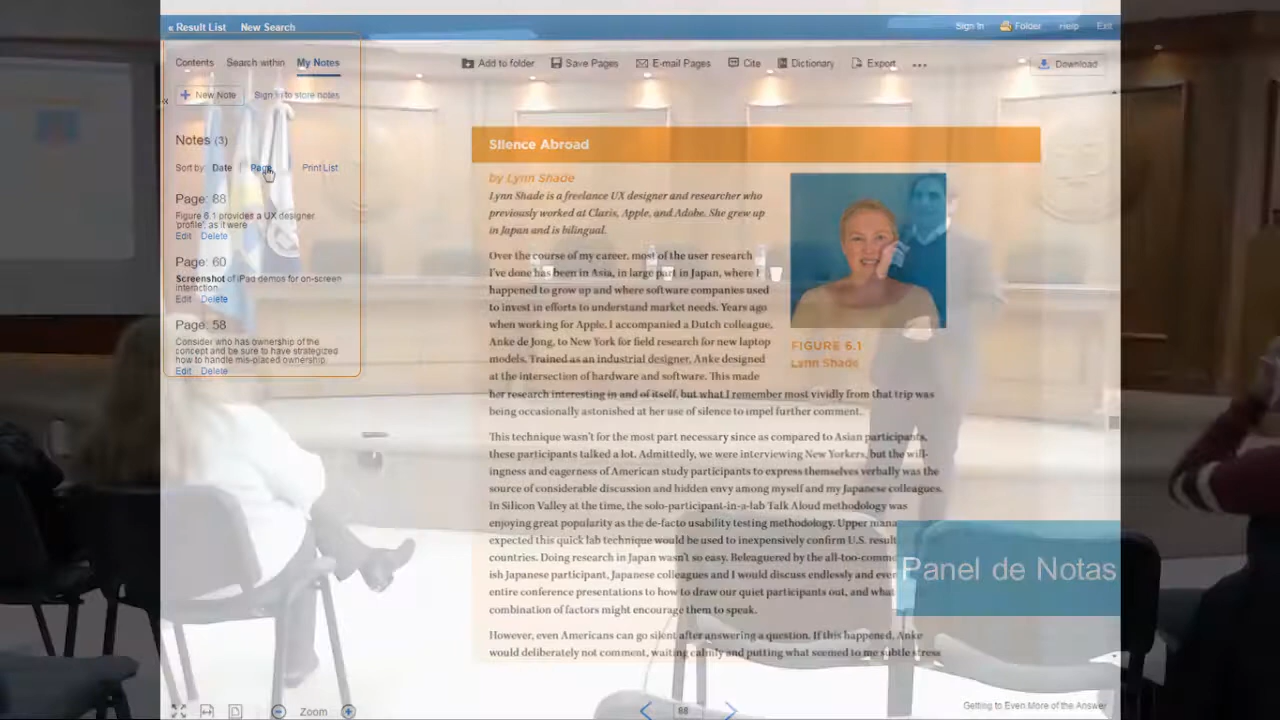 « Result List New Search Sign In Folder Help Exit
Contents Search within My Notes
Add to folder Save Pages E-mail Pages Cite Dictionary Export ... Download
« + New Note Sign in to store notes
Notes (3)
Sort by: Date | Page Print List
Page: 88
Figure 6.1 provides a UX designer
'profile', as it were
Edit Delete
Page: 60
Screenshot of iPad demos for on-screen
interaction
Edit Delete
Page: 58
Consider who has ownership of the
concept and be sure to have strategized
how to handle mis-placed ownership.
Edit Delete
Silence Abroad
by Lynn Shade
Lynn Shade is a freelance UX designer and researcher who
previously worked at Claris, Apple, and Adobe. She grew up
in Japan and is bilingual.
Over the course of my career, most of the user research
I've done has been in Asia, in large part in Japan, where I
happened to grow up and where software companies used
to invest in efforts to understand market needs. Years ago
when working for Apple, I accompanied a Dutch colleague,
Anke de Jong, to New York for field research for new laptop
models. Trained as an industrial designer, Anke designed
at the intersection of hardware and software. This made
her research interesting in and of itself, but what I remember most vividly from that trip was
being occasionally astonished at her use of silence to impel further comment.
FIGURE 6.1
Lynn Shade
This technique wasn't for the most part necessary since as compared to Asian participants,
these participants talked a lot. Admittedly, we were interviewing New Yorkers, but the will-
ingness and eagerness of American study participants to express themselves verbally was the
source of considerable discussion and hidden envy among myself and my Japanese colleagues.
In Silicon Valley at the time, the solo-participant-in-a-lab Talk Aloud methodology was
enjoying great popularity as the de-facto usability testing methodology. Upper mana
expected this quick lab technique would be used to inexpensively confirm U.S. result
countries. Doing research in Japan wasn't so easy. Beleaguered by the all-too-comm
ish Japanese participant, Japanese colleagues and I would discuss endlessly and ever
entire conference presentations to how to draw our quiet participants out, and what
combination of factors might encourage them to speak.
However, even Americans can go silent after answering a question. If this happened, Anke
would deliberately not comment, waiting calmly and putting what seemed to me subtle stress
Panel de Notas
Zoom
88
Getting to Even More of the Answer